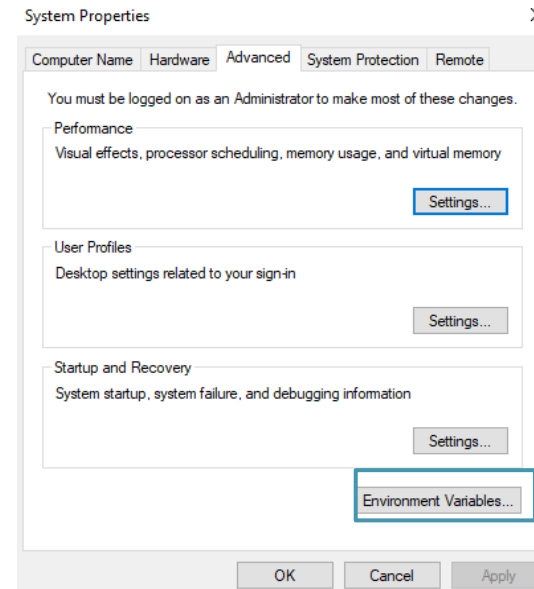 System Properties
Computer Name Hardware Advanced System Protection Remote
You must be logged on as an Administrator to make most of these changes.
Performance
Visual effects, processor scheduling, memory usage, and virtual memory
Settings...
User Profiles
Desktop settings related to your sign-in
Settings...
Startup and Recovery
System startup, system failure, and debugging information
Settings...
Environment Variables...
OK Cancel Apply